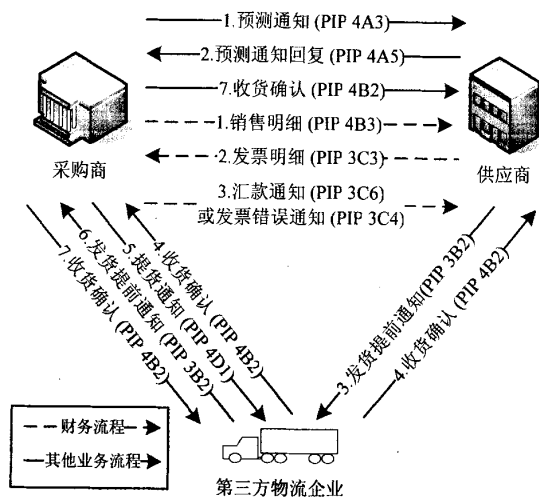 1.预测通知 (PIP 4A3)
2.预测通知回复 (PIP 4A5)
7.收货确认 (PIP 4B2)
1.销售明细 (PIP 4B3)
2.发票明细 (PIP 3C3)
3.汇款通知 (PIP 3C6)
或发票错误通知 (PIP 3C4)
采购商
供应商
7.收货确认 (PIP 4B2)
6.发货提前通知 (PIP 3B2)
5.提货通知 (PIP 4D1)
4.收货确认 (PIP 4B2)
3.发货提前通知(PIP 3B2)
4.收货确认 (PIP 4B2)
财务流程
其他业务流程
第三方物流企业